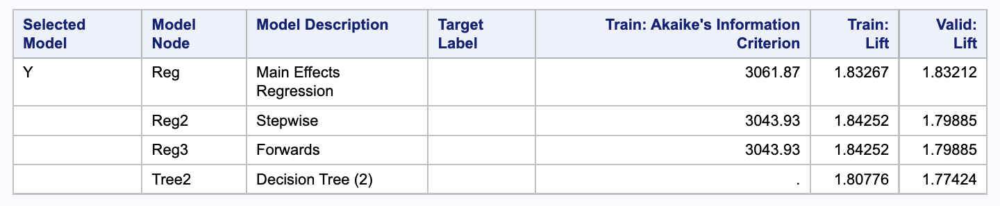 Selected Model Model Node Model Description Target Label Train: Akaike's Information Criterion Train: Lift Valid: Lift
Y Reg Main Effects Regression 3061.87 1.83267 1.83212
Reg2 Stepwise 3043.93 1.84252 1.79885
Reg3 Forwards 3043.93 1.84252 1.79885
Tree2 Decision Tree (2) . 1.80776 1.77424